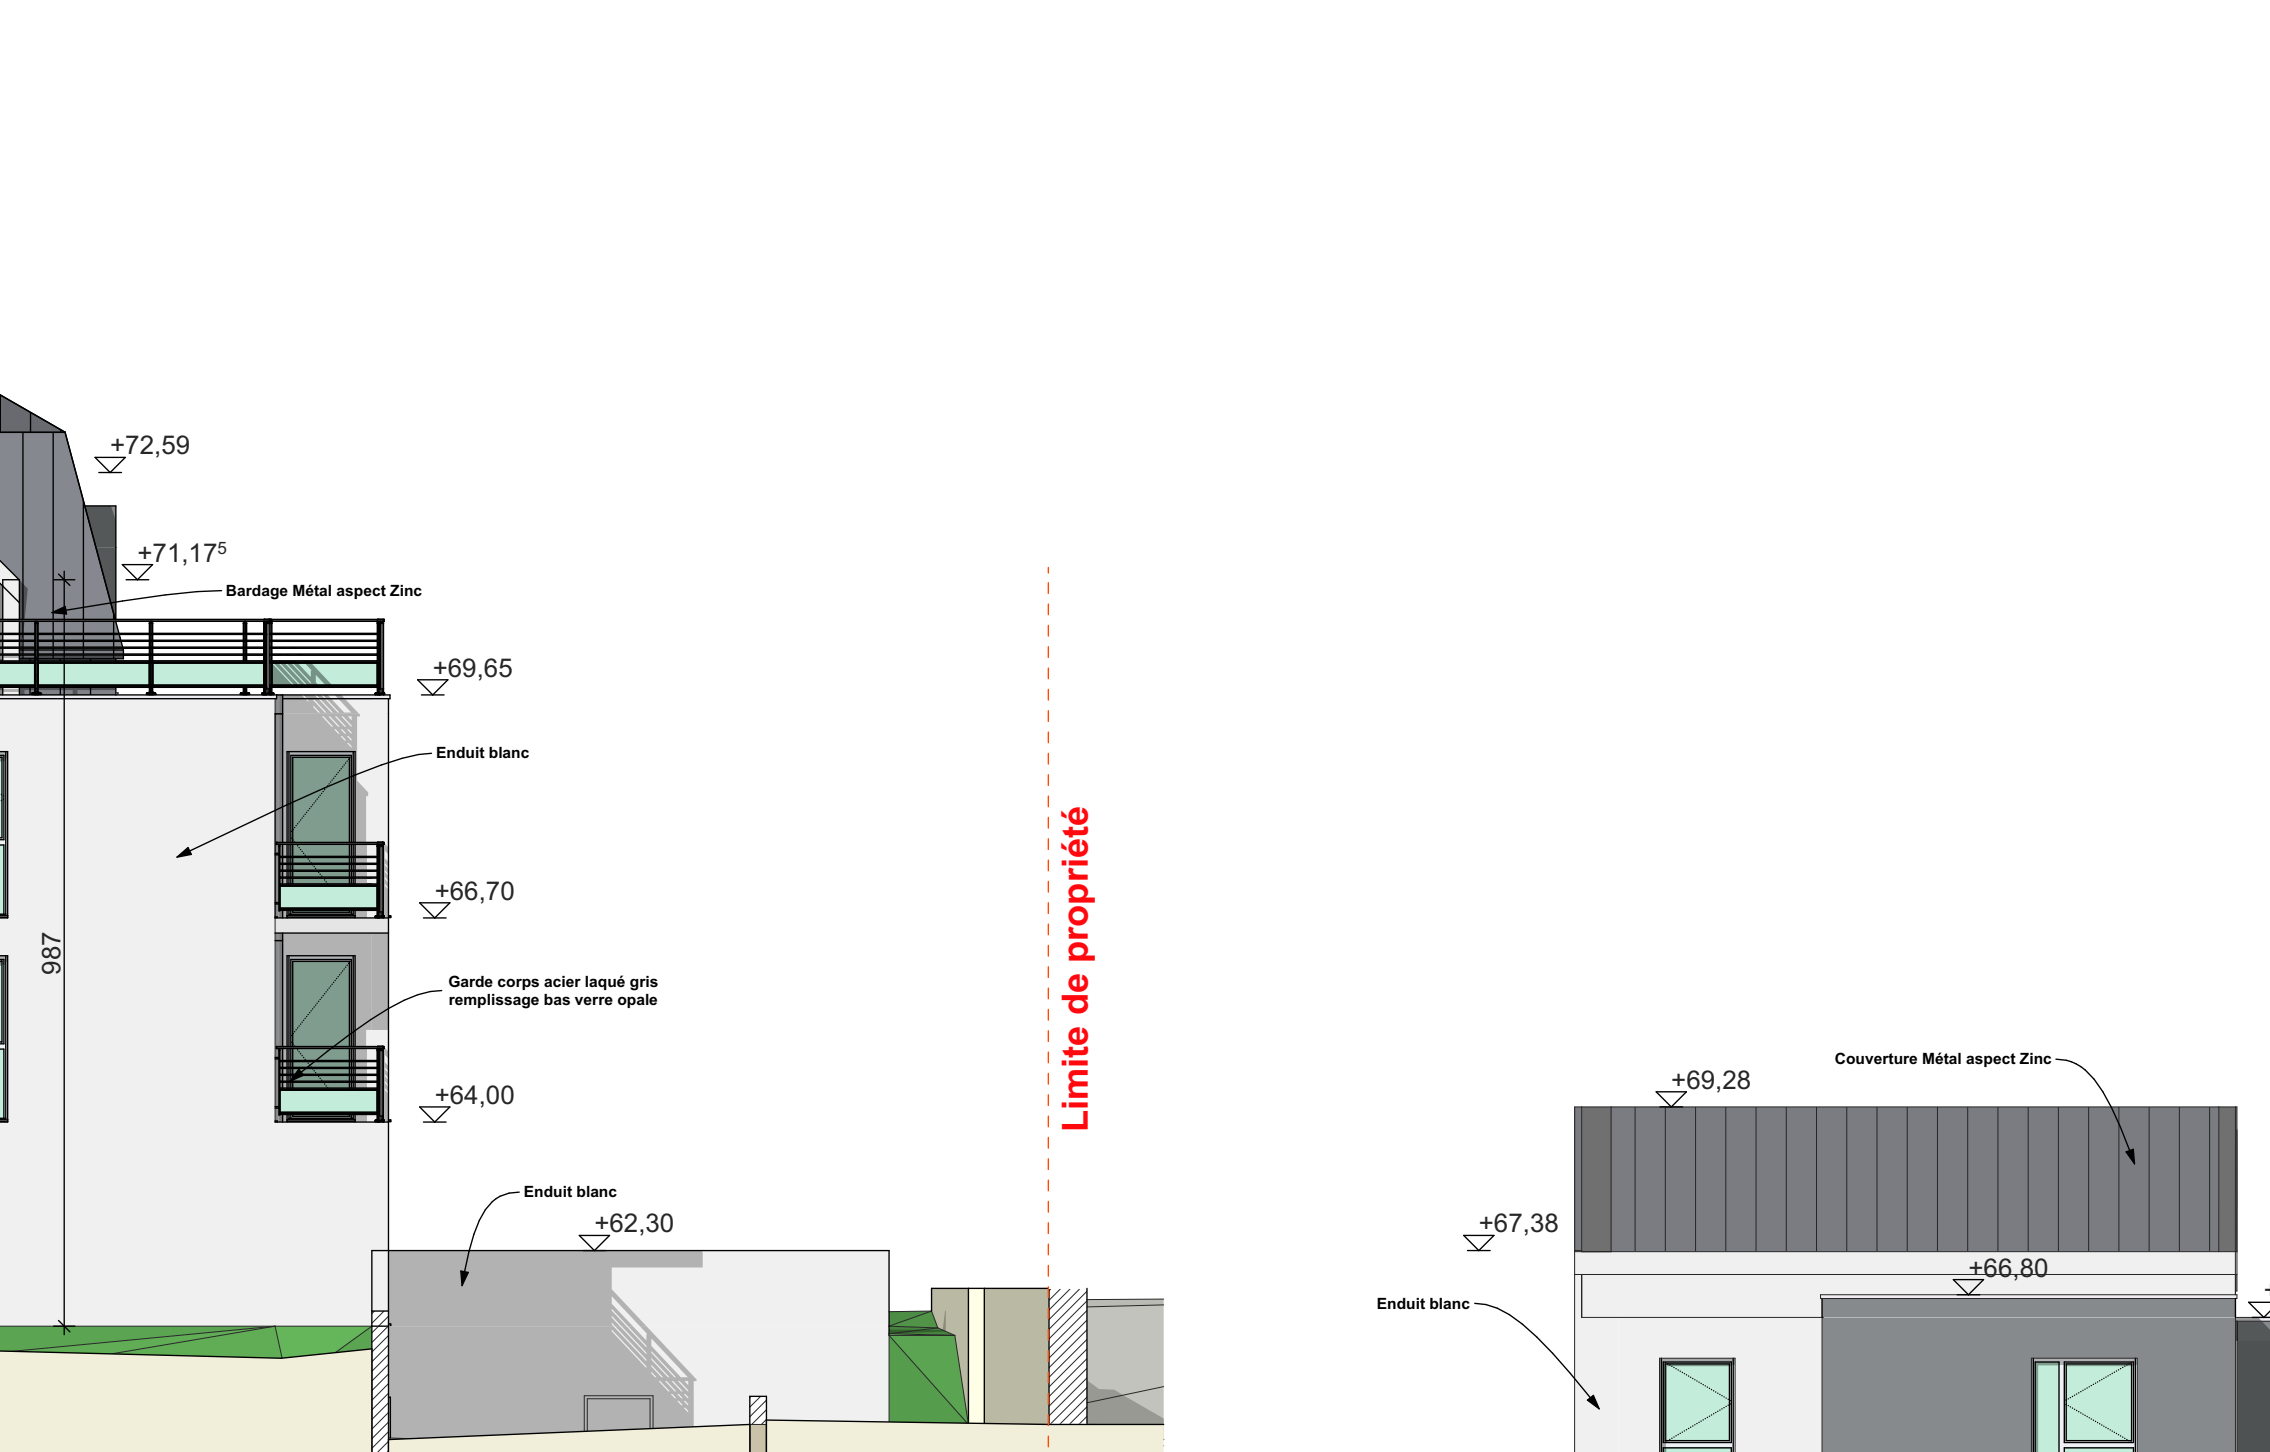 +72,59
+71,17⁵
Bardage Métal aspect Zinc
+69,65
Enduit blanc
+66,70
987
Garde corps acier laqué gris
remplissage bas verre opale
+64,00
Enduit blanc
+62,30
Limite de propriété
Couverture Métal aspect Zinc
+69,28
+67,38
+66,80
Enduit blanc